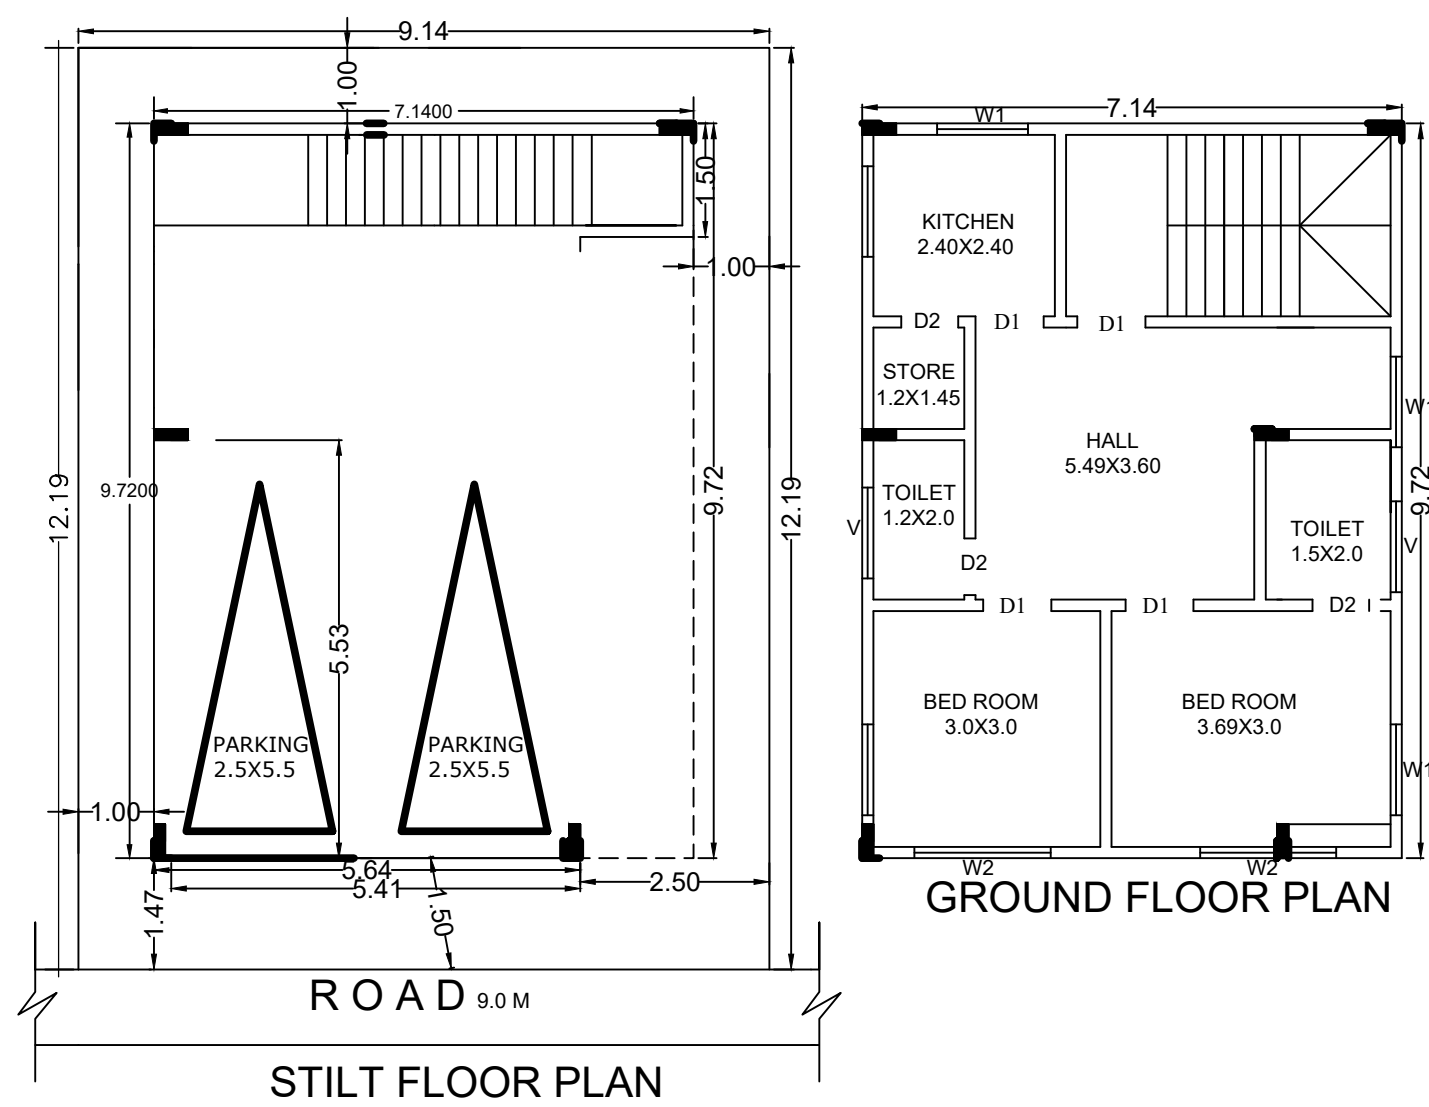 9.14
1.00
7.1400
1.50
1.00
12.19
9.7200
9.72
12.19
5.53
PARKING
2.5X5.5
PARKING
2.5X5.5
1.00
5.64
5.41
2.50
1.47
1.50
ROAD 9.0 M
STILT FLOOR PLAN
7.14
W1
KITCHEN
2.40X2.40
D2
D1
D1
STORE
1.2X1.45
W1
HALL
5.49X3.60
9.72
TOILET
1.2X2.0
V
TOILET
1.5X2.0
V
D2
D1
D1
D2
BED ROOM
3.0X3.0
BED ROOM
3.69X3.0
W1
W2
W2
GROUND FLOOR PLAN